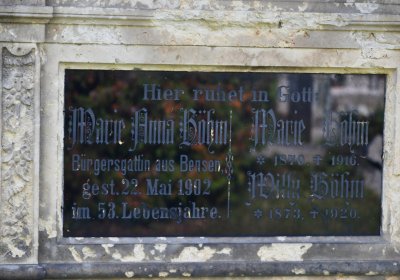 Hier ruhet in Gott:
Marie Anna Böhm
Bürgersgattin aus Bensen,
gest. 22. Mai 1902
im 53. Lebensjahre.
Marie Böhm
* 1870, + 1916.
Willy Böhm
* 1873, + 1920.